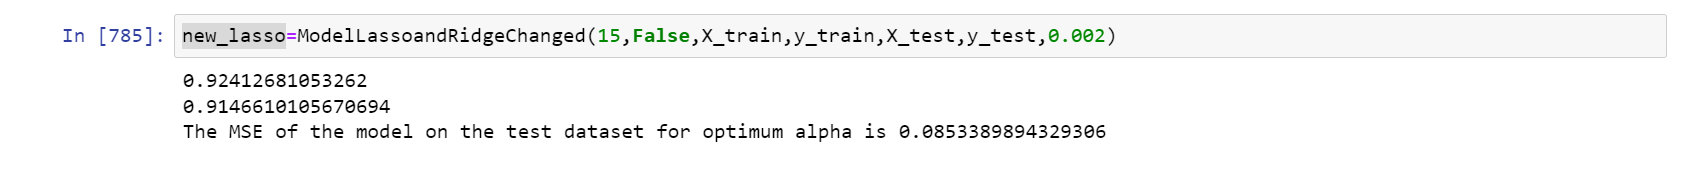 In [785]: new_lasso=ModelLassoandRidgeChanged(15,False,X_train,y_train,X_test,y_test,0.002)
0.92412681053262
0.9146610105670694
The MSE of the model on the test dataset for optimum alpha is 0.0853389894329306